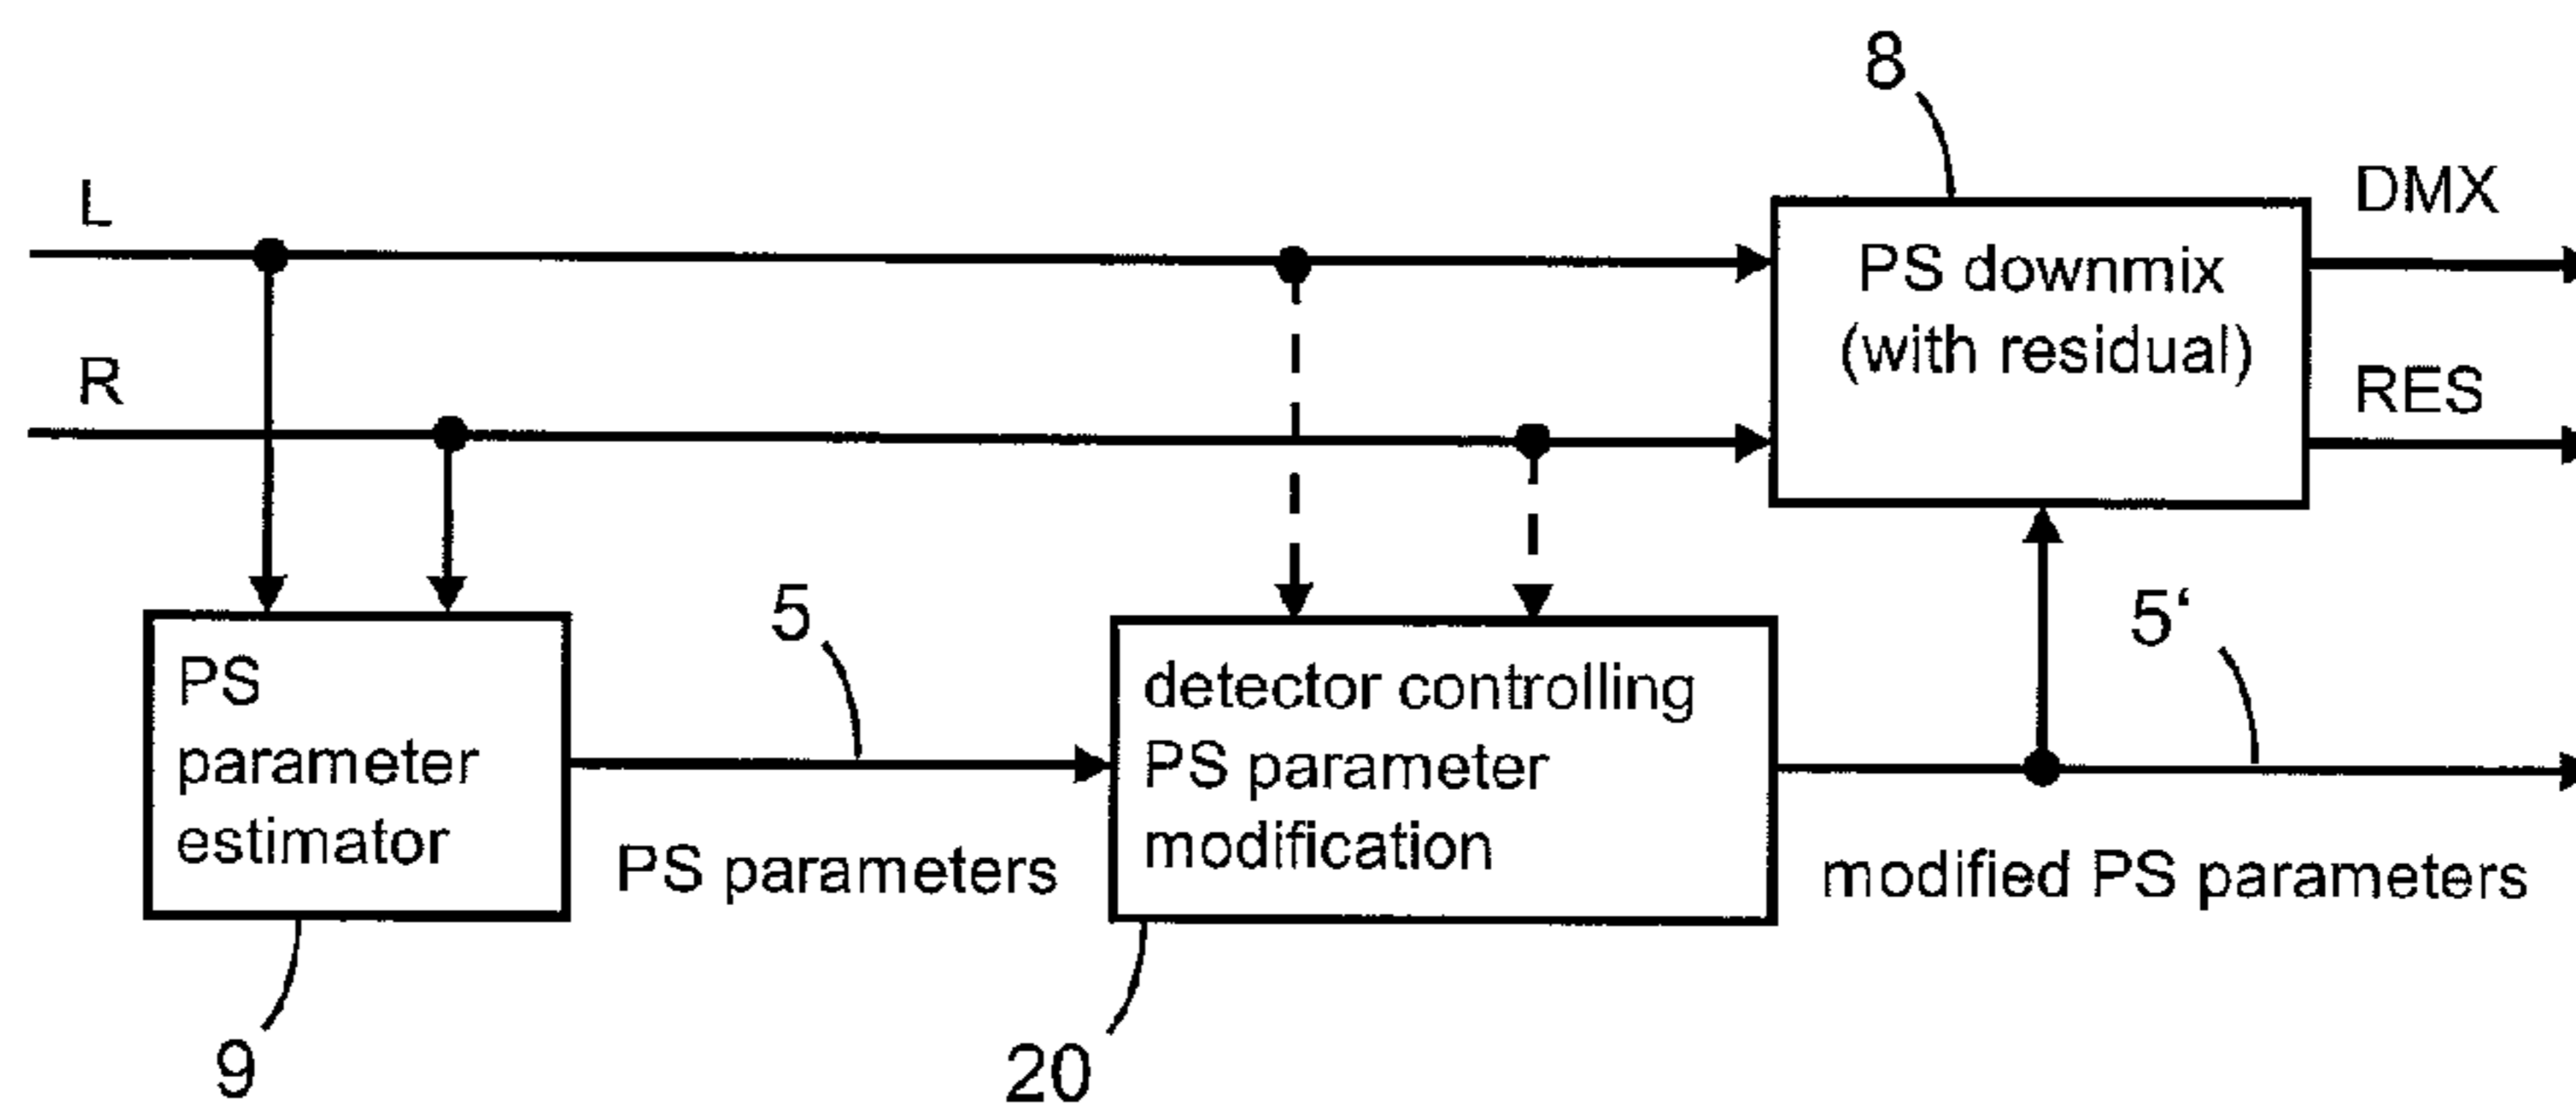 8
L
DMX
PS downmix
(with residual)
R
RES
5
5‘
PS
parameter
estimator
detector controlling
PS parameter
modification
PS parameters
modified PS parameters
9
20